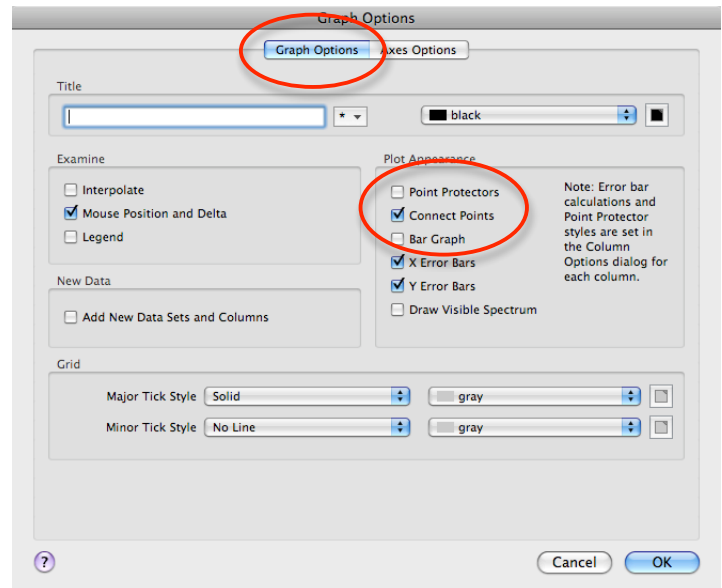 Graph Options
Graph Options Axes Options
Title
* black
Examine
Interpolate
Mouse Position and Delta
Legend
Plot Appearance
Point Protectors
Connect Points
Bar Graph
X Error Bars
Y Error Bars
Draw Visible Spectrum
Note: Error bar
calculations and
Point Protector
styles are set in
the Column
Options dialog for
each column.
New Data
Add New Data Sets and Columns
Grid
Major Tick Style Solid gray
Minor Tick Style No Line gray
? Cancel OK